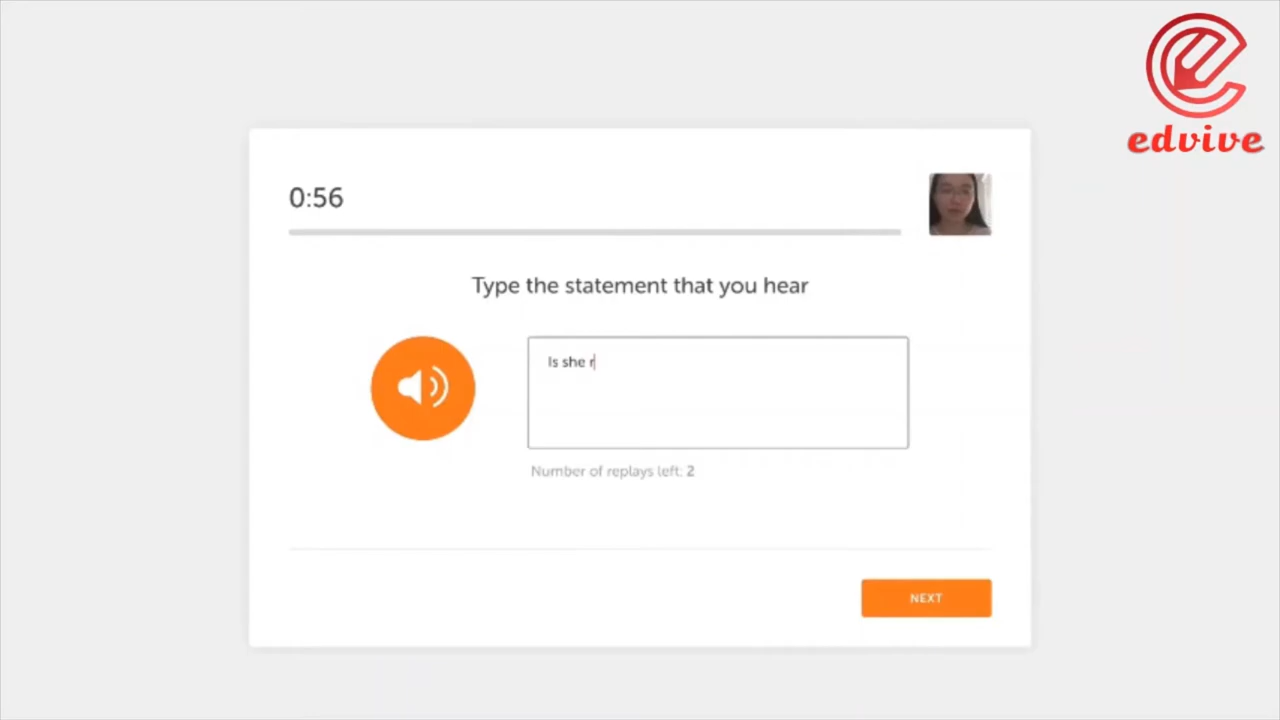 edvive
0:56
Type the statement that you hear
Is she r
Number of replays left: 2
NEXT